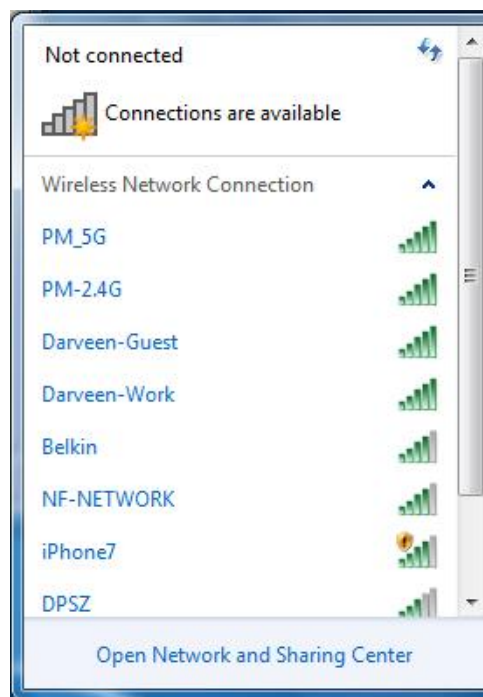 Not connected
Connections are available
Wireless Network Connection
PM_5G
PM-2.4G
Darveen-Guest
Darveen-Work
Belkin
NF-NETWORK
iPhone7
DPSZ
Open Network and Sharing Center